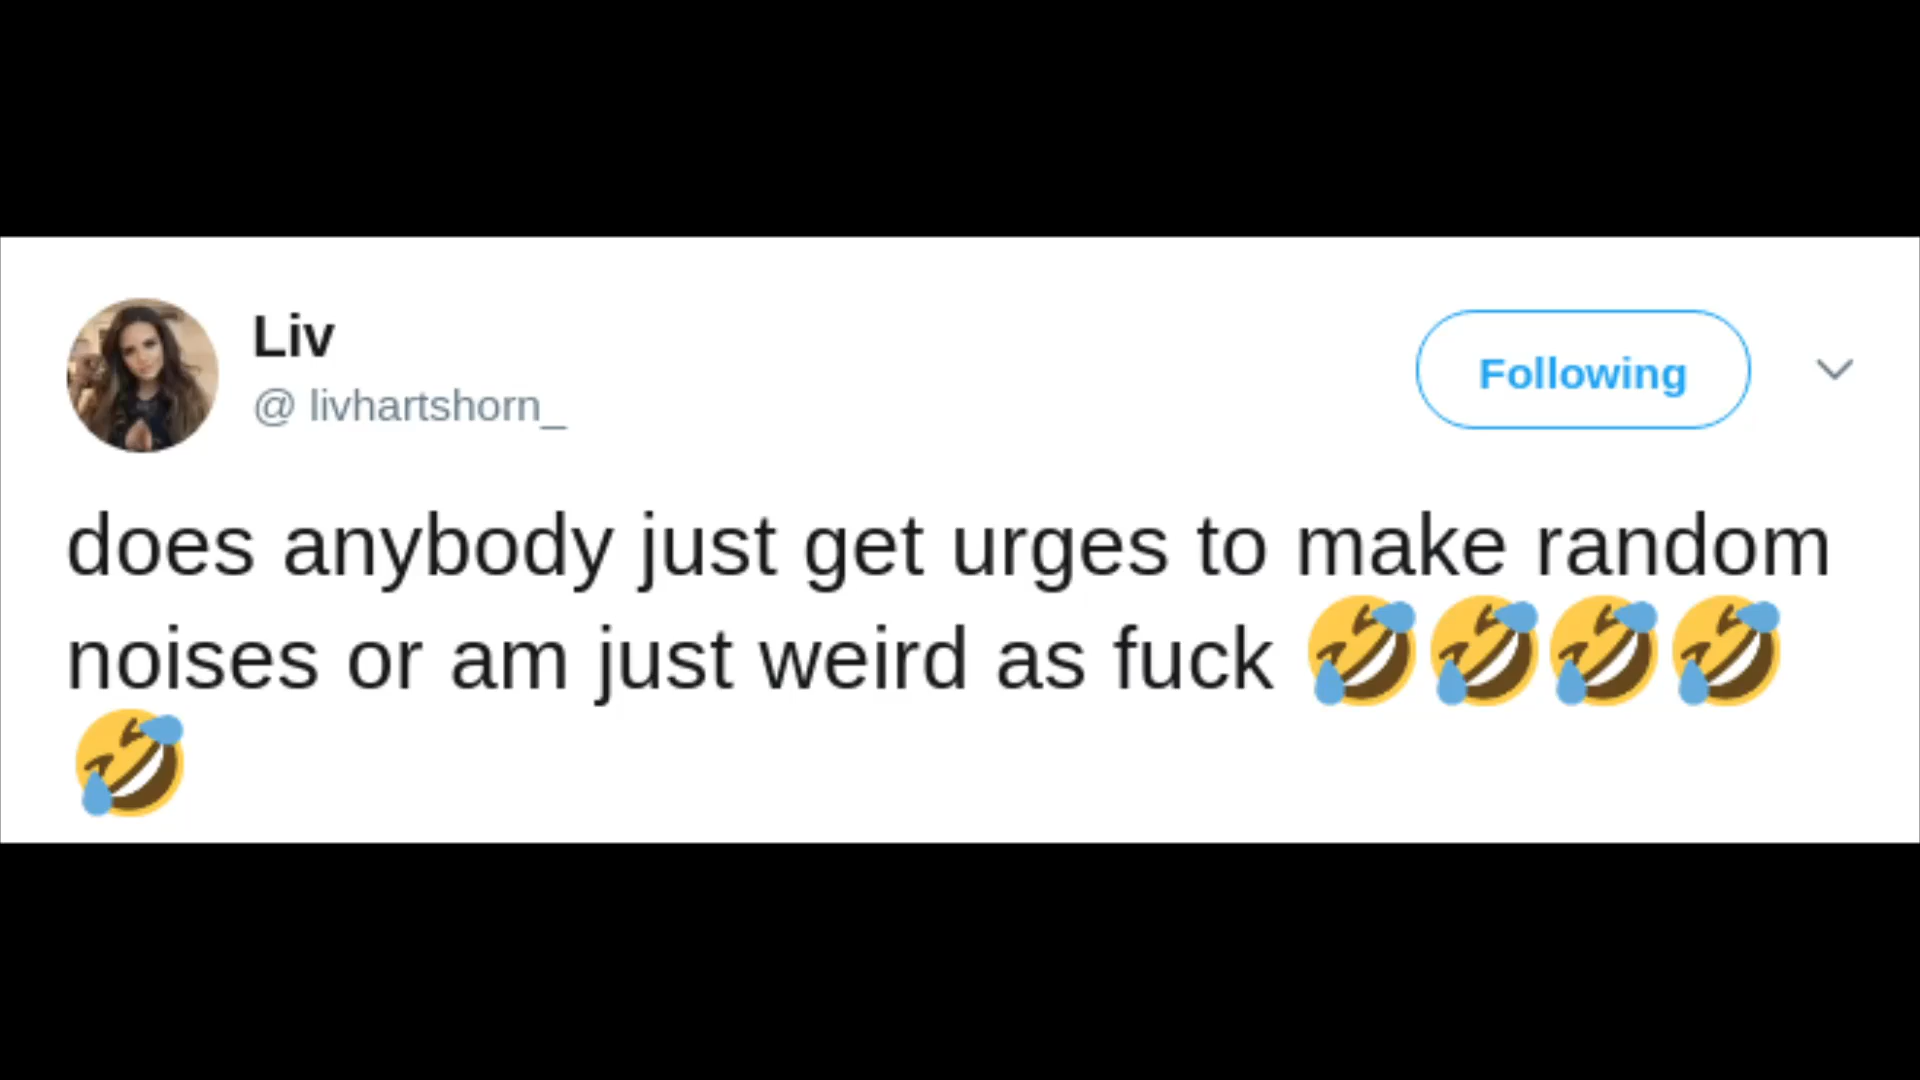 Liv
@ livhartshorn_
Following
does anybody just get urges to make random
noises or am just weird as fuck 🤣🤣🤣🤣
🤣